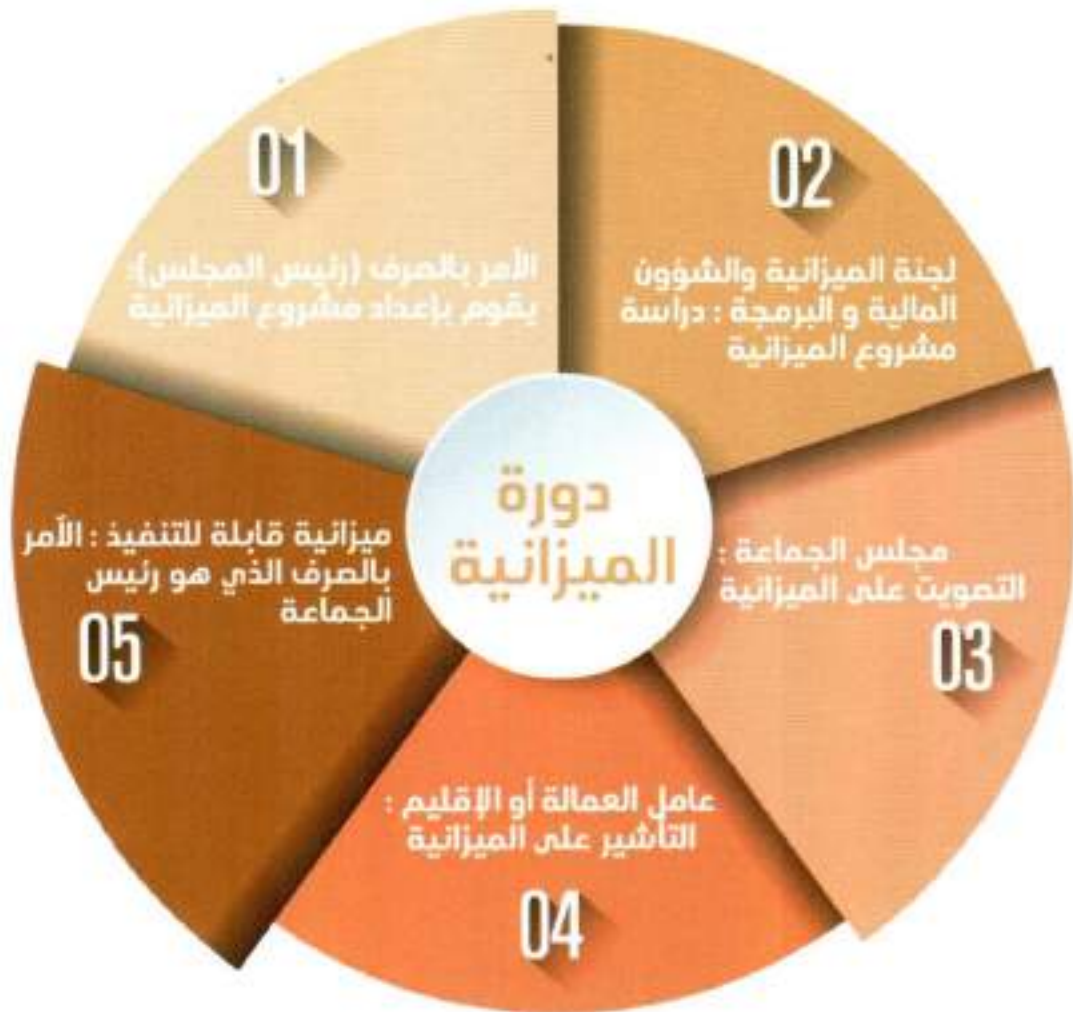 01
الأمر بالصرف (رئيس المجلس):
يقوم بإعداد مشروع الميزانية
02
لجنة الميزانية والشؤون
المالية و البرمجة : دراسة
مشروع الميزانية
مجلس الجماعة :
التصويت على الميزانية
03
عامل العمالة أو الإقليم :
التأشير على الميزانية
04
ميزانية قابلة للتنفيذ : الآمر
بالصرف الذي هو رئيس
الجماعة
05
دورة
الميزانية